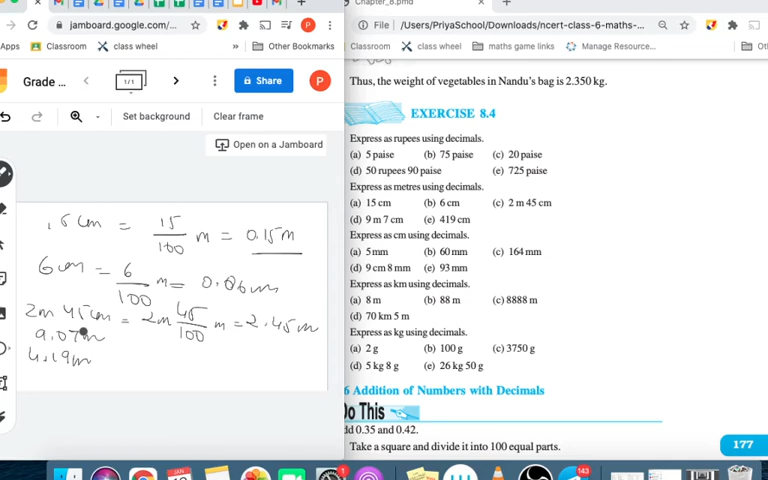 Chapter_8.pmd
jamboard.google.com/...
File | /Users/PriyaSchool/Downloads/ncert-class-6-maths-
Apps Classroom class wheel » Other Bookmarks
Classroom class wheel maths game links Manage Resource...
Grade ... 1/1 Share P
Set background Clear frame
Open on a Jamboard
15 cm = 15/100 m = 0.15m
6cm = 6/100 m = 0.06m
2m 45cm = 2m 45/100 m = 2.45m
9.07m
4.19m
Thus, the weight of vegetables in Nandu's bag is 2.350 kg.
EXERCISE 8.4
Express as rupees using decimals.
(a) 5 paise (b) 75 paise (c) 20 paise
(d) 50 rupees 90 paise (e) 725 paise
Express as metres using decimals.
(a) 15 cm (b) 6 cm (c) 2 m 45 cm
(d) 9 m 7 cm (e) 419 cm
Express as cm using decimals.
(a) 5 mm (b) 60 mm (c) 164 mm
(d) 9 cm 8 mm (e) 93 mm
Express as km using decimals.
(a) 8 m (b) 88 m (c) 8888 m
(d) 70 km 5 m
Express as kg using decimals.
(a) 2 g (b) 100 g (c) 3750 g
(d) 5 kg 8 g (e) 26 kg 50 g
6 Addition of Numbers with Decimals
Do This
dd 0.35 and 0.42.
Take a square and divide it into 100 equal parts.
177
JAN
1
143